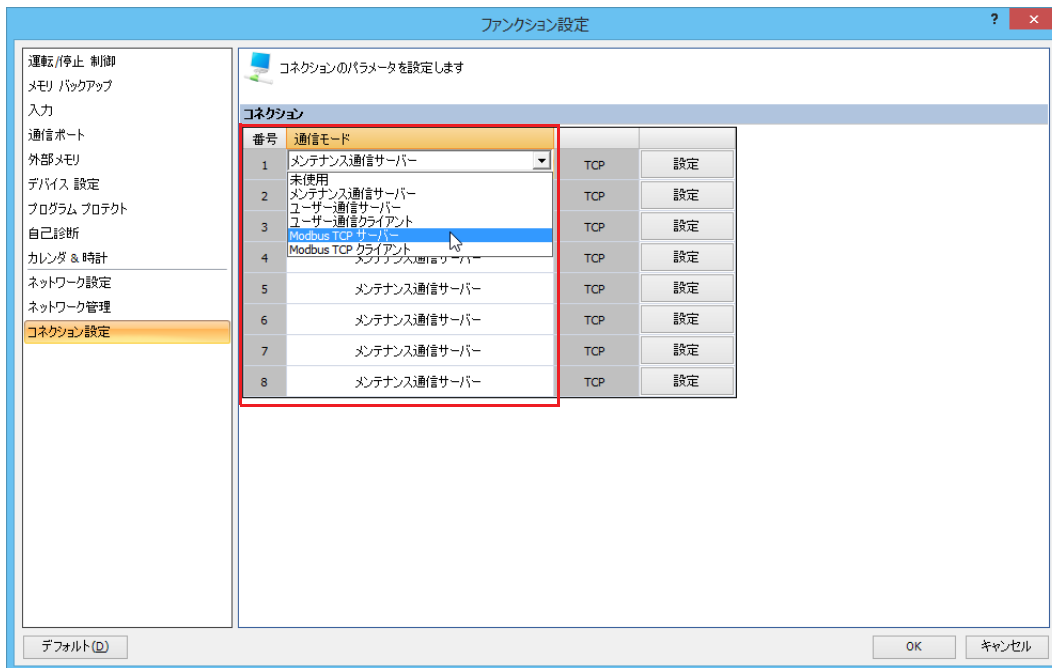 ファンクション設定
? ×
運転/停止 制御
メモリ バックアップ
入力
通信ポート
外部メモリ
デバイス 設定
プログラム プロテクト
自己診断
カレンダ & 時計
ネットワーク設定
ネットワーク管理
コネクション設定
コネクションのパラメータを設定します
コネクション
番号 通信モード
1 メンテナンス通信サーバー TCP 設定
未使用
メンテナンス通信サーバー
ユーザー通信サーバー
ユーザー通信クライアント
Modbus TCP サーバー
Modbus TCP クライアント
2 TCP 設定
3 TCP 設定
4 メンテナンス通信サーバー TCP 設定
5 メンテナンス通信サーバー TCP 設定
6 メンテナンス通信サーバー TCP 設定
7 メンテナンス通信サーバー TCP 設定
8 メンテナンス通信サーバー TCP 設定
デフォルト(D) OK キャンセル